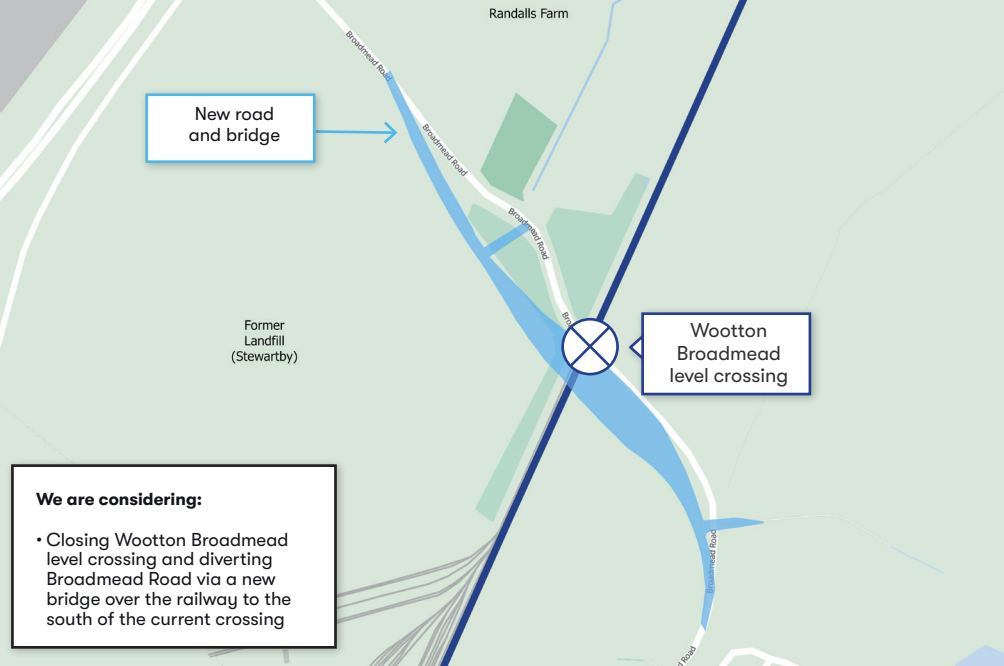 Randalls Farm
Broadmead Road
New road
and bridge
Broadmead Road
Broadmead Road
Wootton
Broadmead
level crossing
Former
Landfill
(Stewartby)
We are considering:
• Closing Wootton Broadmead
level crossing and diverting
Broadmead Road via a new
bridge over the railway to the
south of the current crossing
Broadmead Road
Road